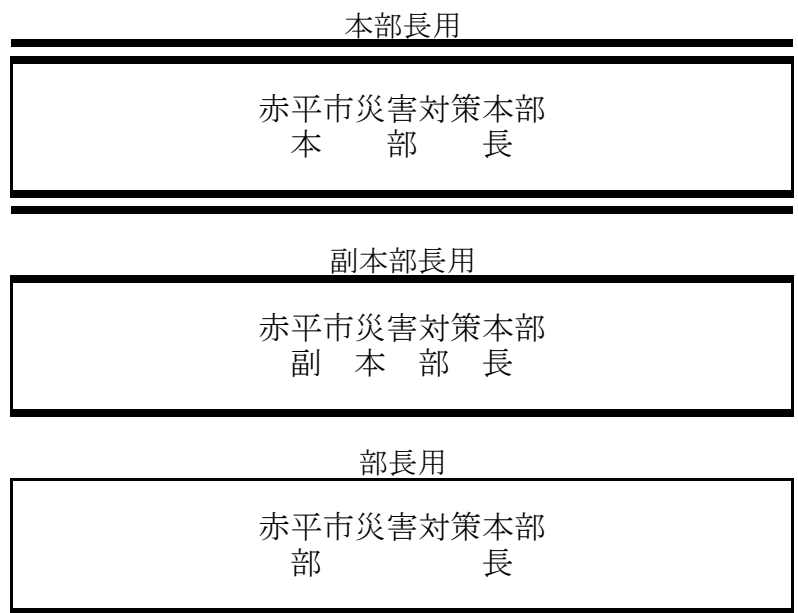 本部長用
赤平市災害対策本部
本　部　長
副本部長用
赤平市災害対策本部
副　本　部　長
部長用
赤平市災害対策本部
部　　　長